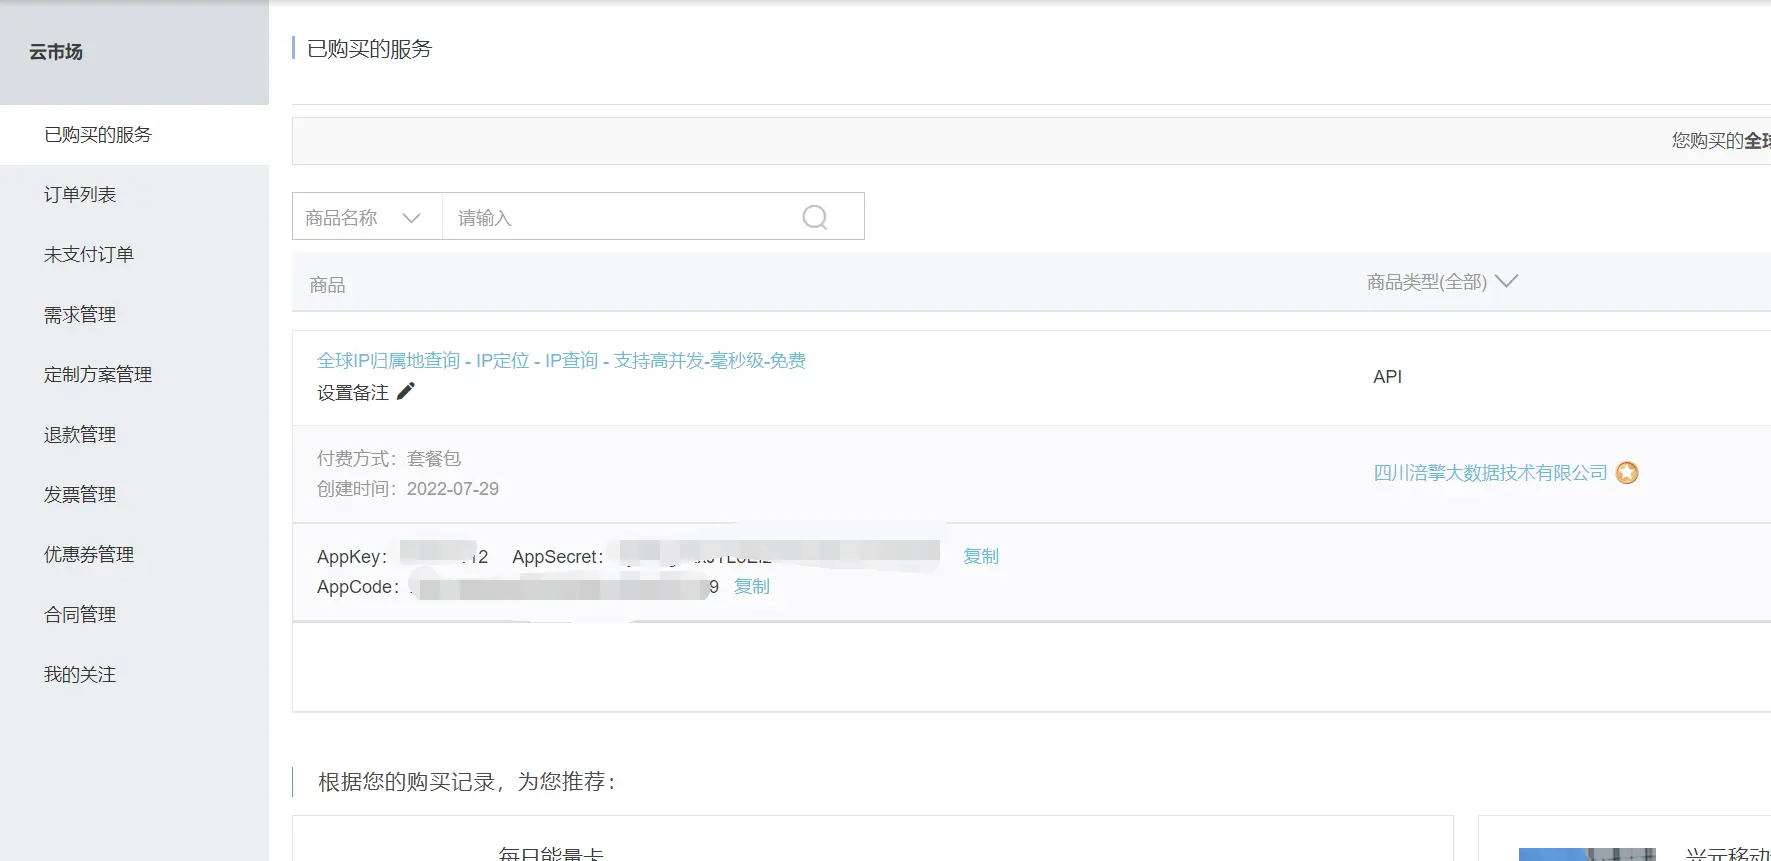 云市场
已购买的服务
订单列表
未支付订单
需求管理
定制方案管理
退款管理
发票管理
优惠券管理
合同管理
我的关注
已购买的服务
您购买的全球
商品名称 请输入
商品 商品类型(全部)
全球IP归属地查询 - IP定位 - IP查询 - 支持高并发-毫秒级-免费
设置备注
API
付费方式：套餐包
创建时间：2022-07-29
四川涪擎大数据技术有限公司
AppKey： 12 AppSecret： 复制
AppCode： 9 复制
根据您的购买记录，为您推荐：
每日能量卡
兴元移动